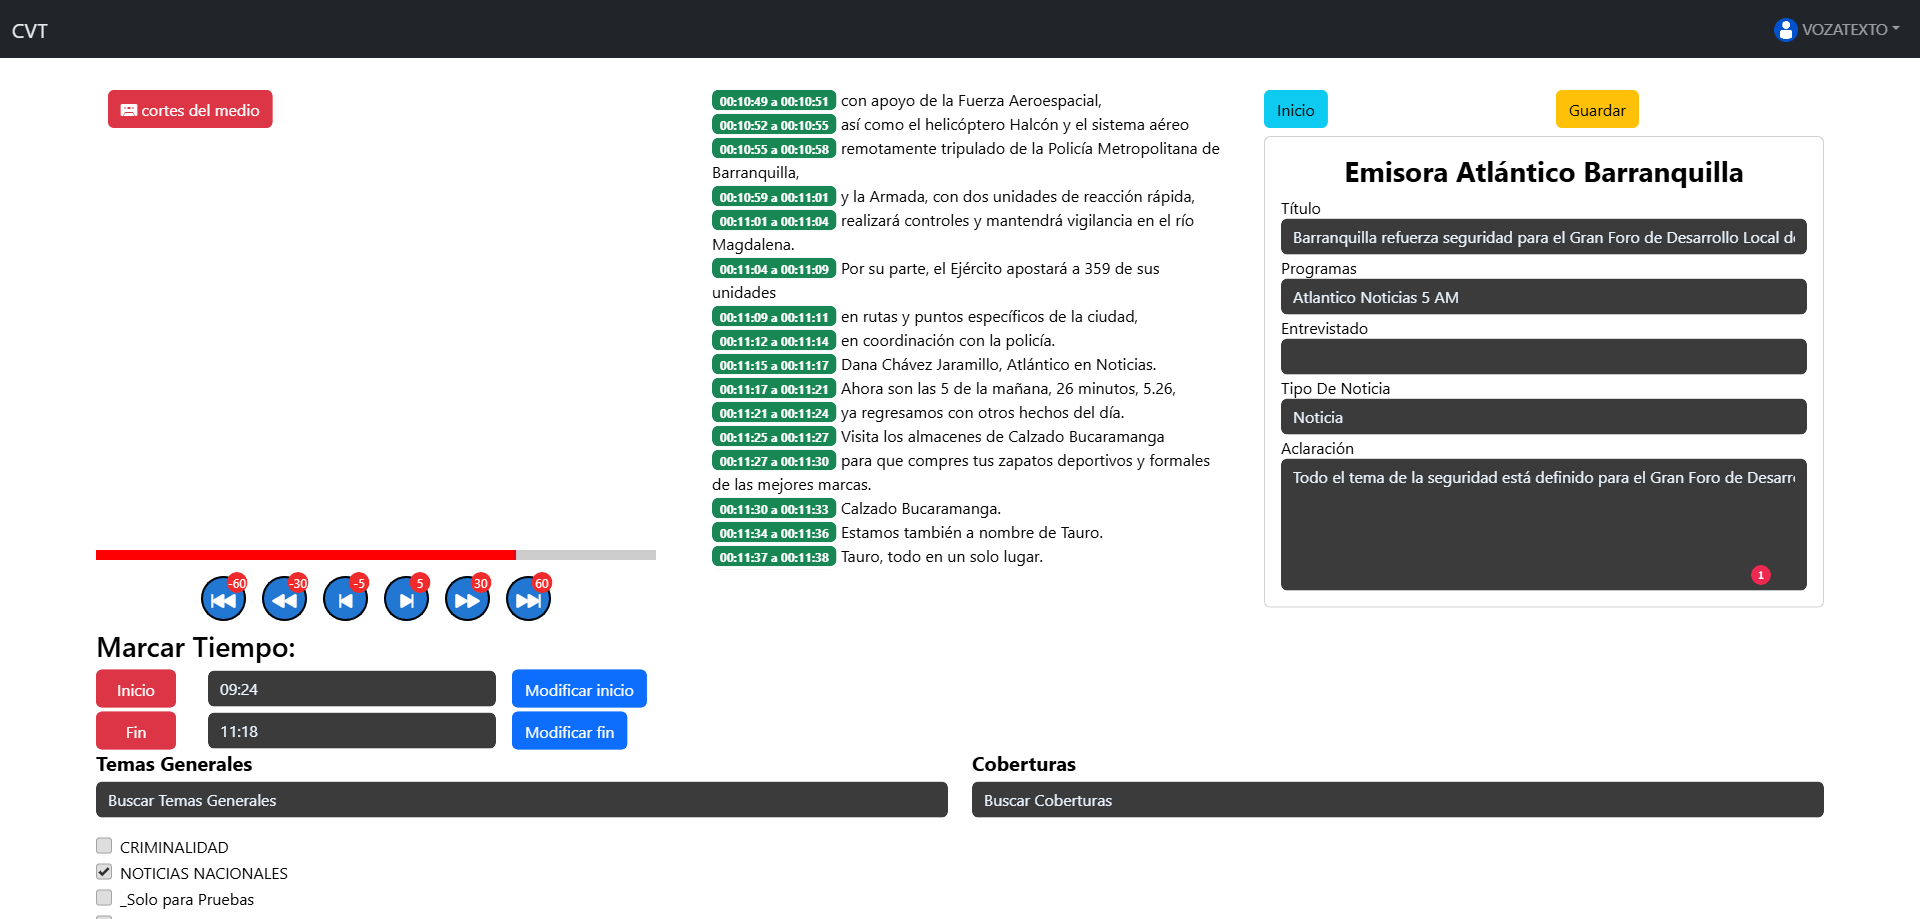 CVT
VOZATEXTO
cortes del medio
-60
-30
-5
5
30
60
Marcar Tiempo:
Inicio
09:24
Modificar inicio
Fin
11:18
Modificar fin
00:10:49 a 00:10:51 con apoyo de la Fuerza Aeroespacial,
00:10:52 a 00:10:55 así como el helicóptero Halcón y el sistema aéreo
00:10:55 a 00:10:58 remotamente tripulado de la Policía Metropolitana de
Barranquilla,
00:10:59 a 00:11:01 y la Armada, con dos unidades de reacción rápida,
00:11:01 a 00:11:04 realizará controles y mantendrá vigilancia en el río
Magdalena.
00:11:04 a 00:11:09 Por su parte, el Ejército apostará a 359 de sus
unidades
00:11:09 a 00:11:11 en rutas y puntos específicos de la ciudad,
00:11:12 a 00:11:14 en coordinación con la policía.
00:11:15 a 00:11:17 Dana Chávez Jaramillo, Atlántico en Noticias.
00:11:17 a 00:11:21 Ahora son las 5 de la mañana, 26 minutos, 5.26,
00:11:21 a 00:11:24 ya regresamos con otros hechos del día.
00:11:25 a 00:11:27 Visita los almacenes de Calzado Bucaramanga
00:11:27 a 00:11:30 para que compres tus zapatos deportivos y formales
de las mejores marcas.
00:11:30 a 00:11:33 Calzado Bucaramanga.
00:11:34 a 00:11:36 Estamos también a nombre de Tauro.
00:11:37 a 00:11:38 Tauro, todo en un solo lugar.
Inicio
Guardar
Emisora Atlántico Barranquilla
Título
Barranquilla refuerza seguridad para el Gran Foro de Desarrollo Local d
Programas
Atlantico Noticias 5 AM
Entrevistado
Tipo De Noticia
Noticia
Aclaración
Todo el tema de la seguridad está definido para el Gran Foro de Desarr
1
Temas Generales
Buscar Temas Generales
CRIMINALIDAD
NOTICIAS NACIONALES
_Solo para Pruebas
Coberturas
Buscar Coberturas